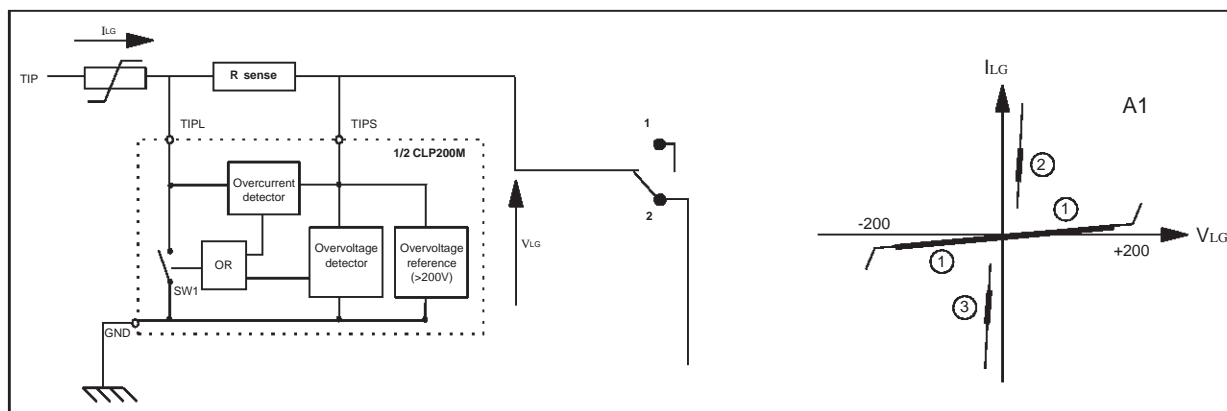 ILG
TIP
R sense
TIPL
TIPS
1/2 CLP200M
Overcurrent
detector
OR
SW1
Overvoltage
detector
Overvoltage
reference
(>200V)
GND
VLG
1
2
ILG
A1
2
1
-200
VLG
+200
1
3